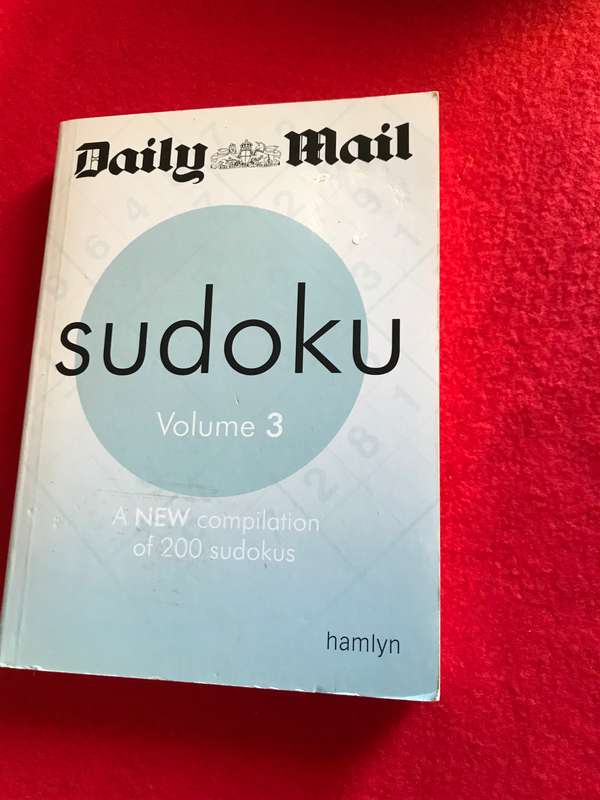 Daily Mail
sudoku
Volume 3
A NEW compilation
of 200 sudokus
hamlyn